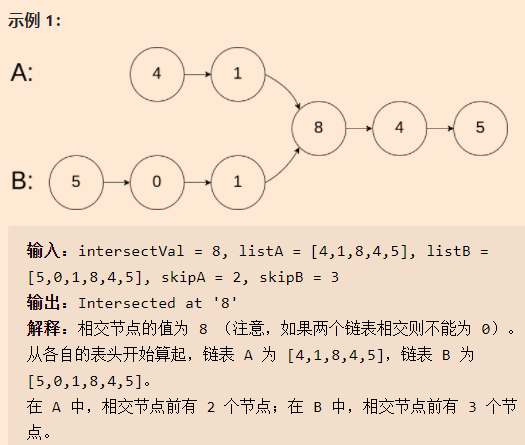 示例 1：
A:
4 1
8 4 5
B:
5 0 1
输入：intersectVal = 8, listA = [4,1,8,4,5], listB =
[5,0,1,8,4,5], skipA = 2, skipB = 3
输出：Intersected at '8'
解释：相交节点的值为 8 （注意，如果两个链表相交则不能为 0）。
从各自的表头开始算起，链表 A 为 [4,1,8,4,5]，链表 B 为
[5,0,1,8,4,5]。
在 A 中，相交节点前有 2 个节点；在 B 中，相交节点前有 3 个节
点。